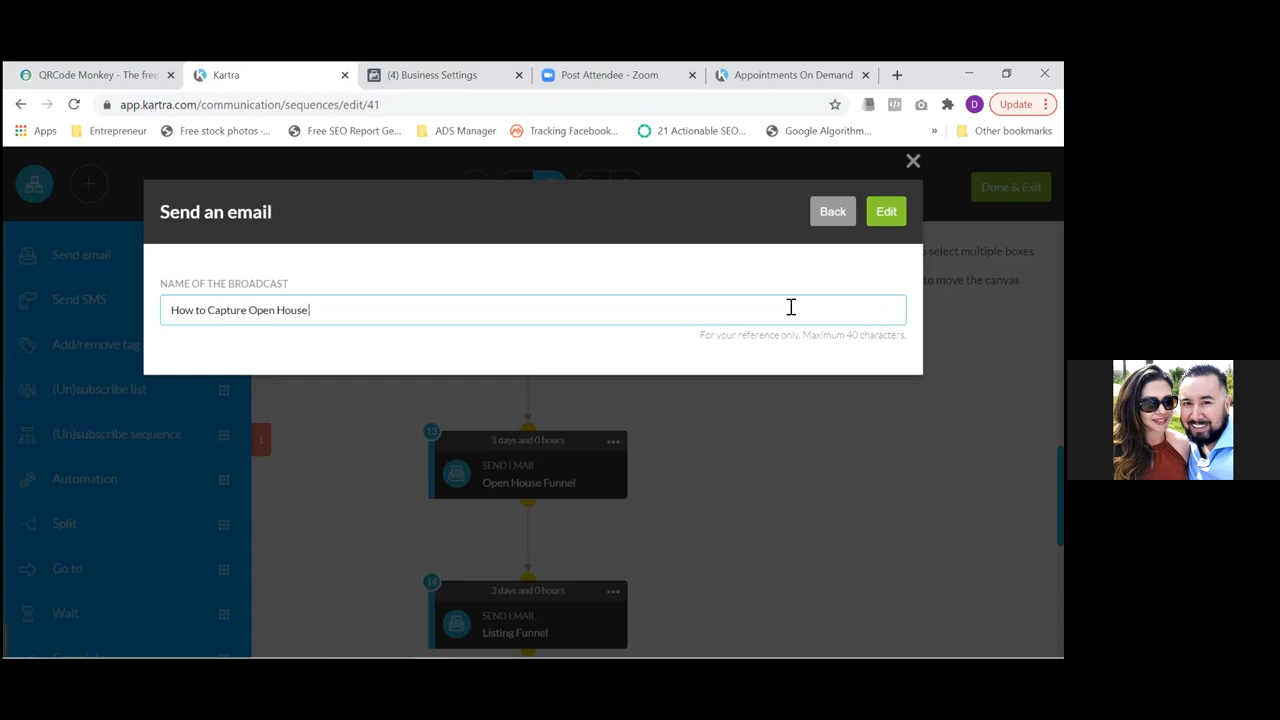 QRCode Monkey - The free
Kartra
(4) Business Settings
Post Attendee - Zoom
Appointments On Demand
app.kartra.com/communication/sequences/edit/41
D
Update
Apps
Entrepreneur
Free stock photos -...
Free SEO Report Ge...
ADS Manager
Tracking Facebook...
21 Actionable SEO...
Google Algorithm...
»
Other bookmarks
Done & Exit
Send an email
Back
Edit
NAME OF THE BROADCAST
How to Capture Open House
For your reference only. Maximum 40 characters.
Send email
Send SMS
Add/remove tag
(Un)subscribe list
(Un)subscribe sequence
Automation
Split
Go to
Wait
select multiple boxes
to move the canvas
13
3 days and 0 hours
SEND EMAIL
Open House Funnel
14
3 days and 0 hours
SEND EMAIL
Listing Funnel